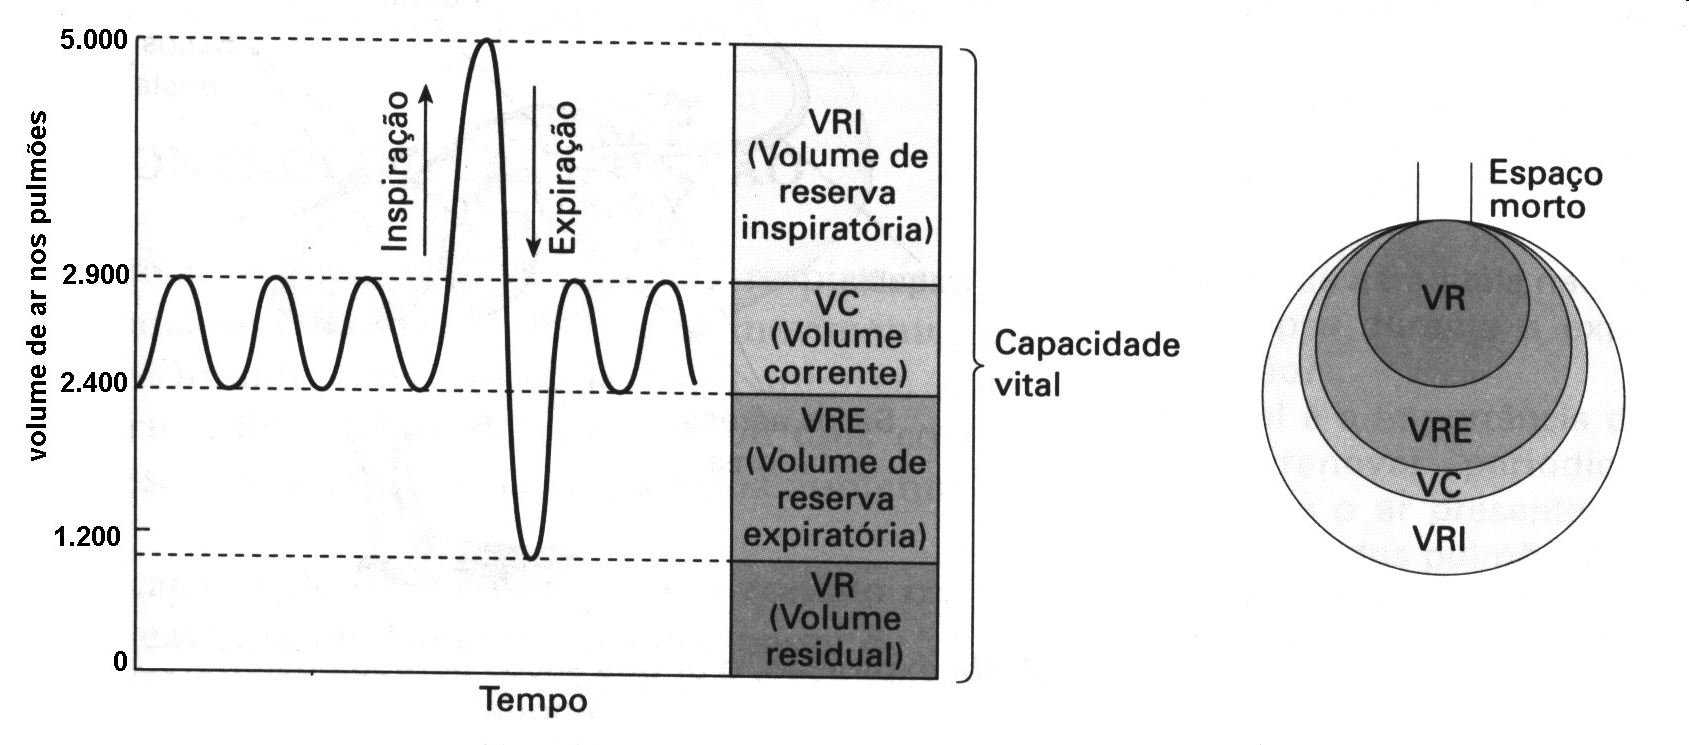 volume de ar nos pulmões
5.000
2.900
2.400
1.200
0
Inspiração
Expiração
Tempo
VRI
(Volume de
reserva
inspiratória)
VC
(Volume
corrente)
VRE
(Volume de
reserva
expiratória)
VR
(Volume
residual)
Capacidade
vital
Espaço
morto
VR
VRE
VC
VRI